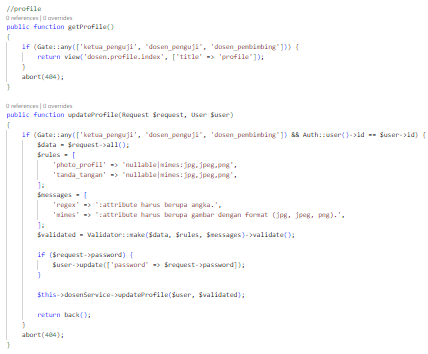 //profile
0 references | 0 overrides
public function getProfile()
{
if (Gate::any(['ketua_penguji', 'dosen_penguji', 'dosen_pembimbing'])) {
return view('dosen.profile.index', ['title' => 'profile']);
}
abort(404);
}
0 references | 0 overrides
public function updateProfile(Request $request, User $user)
{
if (Gate::any(['ketua_penguji', 'dosen_penguji', 'dosen_pembimbing']) && Auth::user()->id == $user->id) {
$data = $request->all();
$rules = [
'photo_profil' => 'nullable|mimes:jpg,jpeg,png',
'tanda_tangan' => 'nullable|mimes:jpg,jpeg,png',
];
$messages = [
'regex' => ':attribute harus berupa angka.',
'mimes' => ':attribute harus berupa gambar dengan format (jpg, jpeg, png).',
];
$validated = Validator::make($data, $rules, $messages)->validate();
if ($request->password) {
$user->update(['password' => $request->password]);
}
$this->dosenService->updateProfile($user, $validated);
return back();
}
abort(404);
}